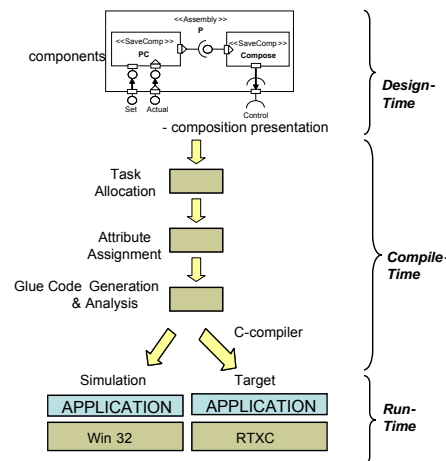 <<Assembly>>
P
<<SaveComp>>
PC
<<SaveComp>>
Compose
components
Set
Actual
Control
- composition presentation
Design-
Time
Task
Allocation
Attribute
Assignment
Glue Code Generation
& Analysis
Compile-
Time
C-compiler
Simulation
Target
APPLICATION
APPLICATION
Win 32
RTXC
Run-
Time